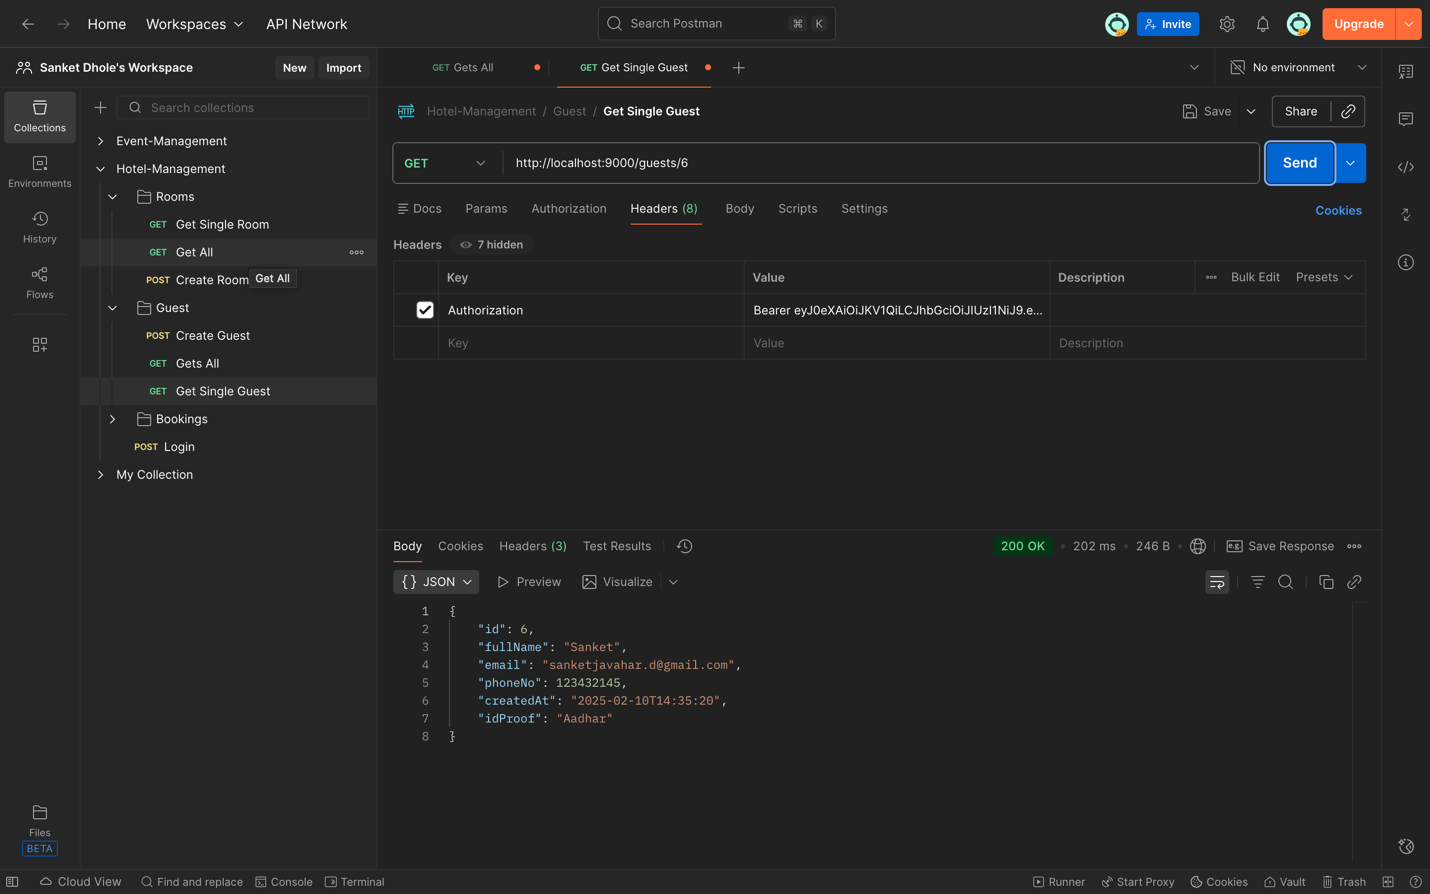 Home Workspaces API Network Search Postman ⌘ K Invite Upgrade
Sanket Dhole's Workspace New Import GET Gets All GET Get Single Guest No environment
Collections
Environments
History
Flows
Files
BETA
Search collections
Event-Management
Hotel-Management
Rooms
GET Get Single Room
GET Get All
POST Create Room Get All
Guest
POST Create Guest
GET Gets All
GET Get Single Guest
Bookings
POST Login
My Collection
HTTP Hotel-Management / Guest / Get Single Guest Save Share
GET http://localhost:9000/guests/6 Send
Docs Params Authorization Headers (8) Body Scripts Settings Cookies
Headers 7 hidden
Key Value Description Bulk Edit Presets
Authorization Bearer eyJ0eXAiOiJKV1QiLCJhbGciOiJIUzI1NiJ9.e...
Key Value Description
Body Cookies Headers (3) Test Results 200 OK 202 ms 246 B e.g. Save Response
{} JSON Preview Visualize
1 {
2 "id": 6,
3 "fullName": "Sanket",
4 "email": "sanketjavahar.d@gmail.com",
5 "phoneNo": 123432145,
6 "createdAt": "2025-02-10T14:35:20",
7 "idProof": "Aadhar"
8 }
Cloud View Find and replace Console Terminal Runner Start Proxy Cookies Vault Trash